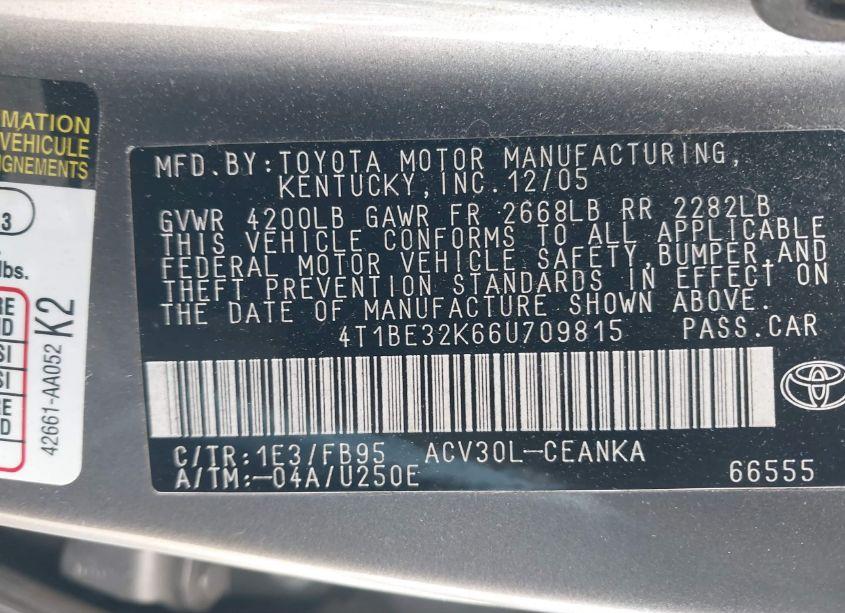 MATION
VÉHICULE
IGNEMENTS
3
lbs.
K2
42661-AA052
MFD.BY:TOYOTA MOTOR MANUFACTURING,
KENTUCKY,INC.12/05
GVWR 4200LB GAWR FR 2668LB RR 2282LB
THIS VEHICLE CONFORMS TO ALL APPLICABLE
FEDERAL MOTOR VEHICLE SAFETY,BUMPER,AND
THEFT PREVENTION STANDARDS IN EFFECT ON
THE DATE OF MANUFACTURE SHOWN ABOVE.
4T1BE32K66U709815 PASS.CAR
C/TR:1E3/FB95 ACV30L-CEANKA
A/TM:-04A/U250E 66555